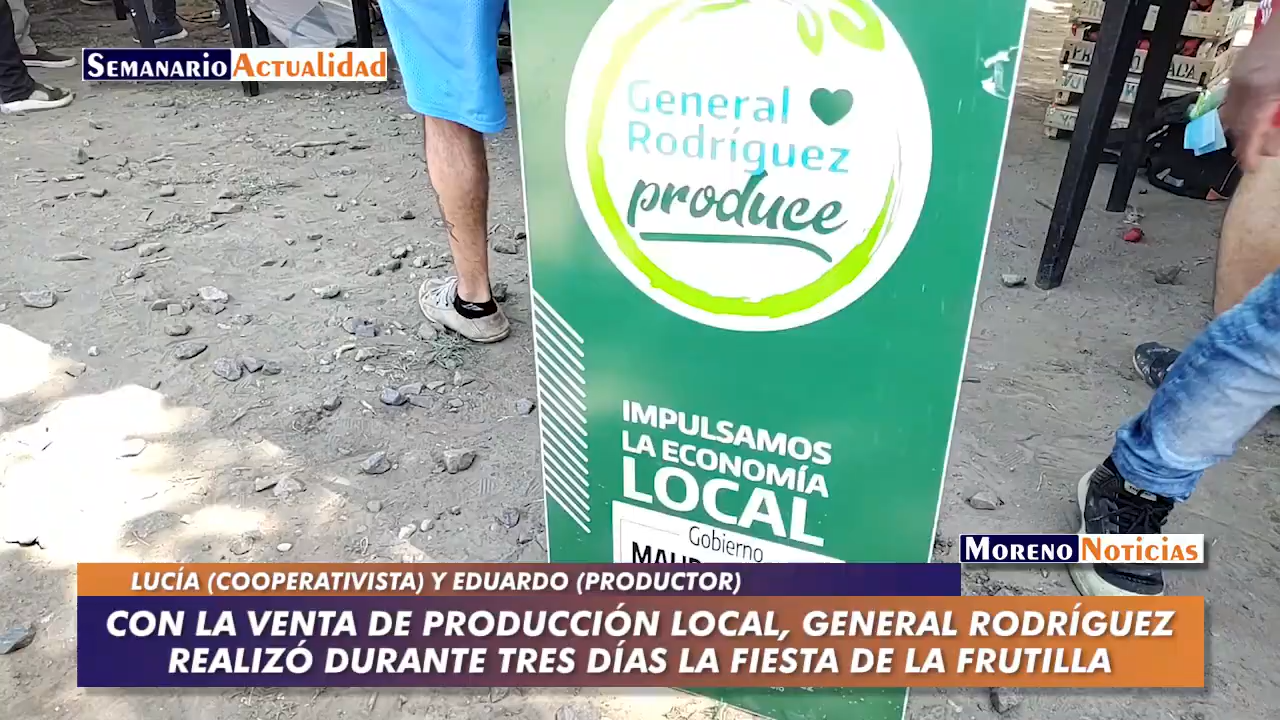 SEMANARIO ACTUALIDAD
General
Rodríguez
produce
IMPULSAMOS
LA ECONOMÍA
LOCAL
Gobierno
MORENO NOTICIAS
LUCÍA (COOPERATIVISTA) Y EDUARDO (PRODUCTOR)
CON LA VENTA DE PRODUCCIÓN LOCAL, GENERAL RODRÍGUEZ
REALIZÓ DURANTE TRES DÍAS LA FIESTA DE LA FRUTILLA